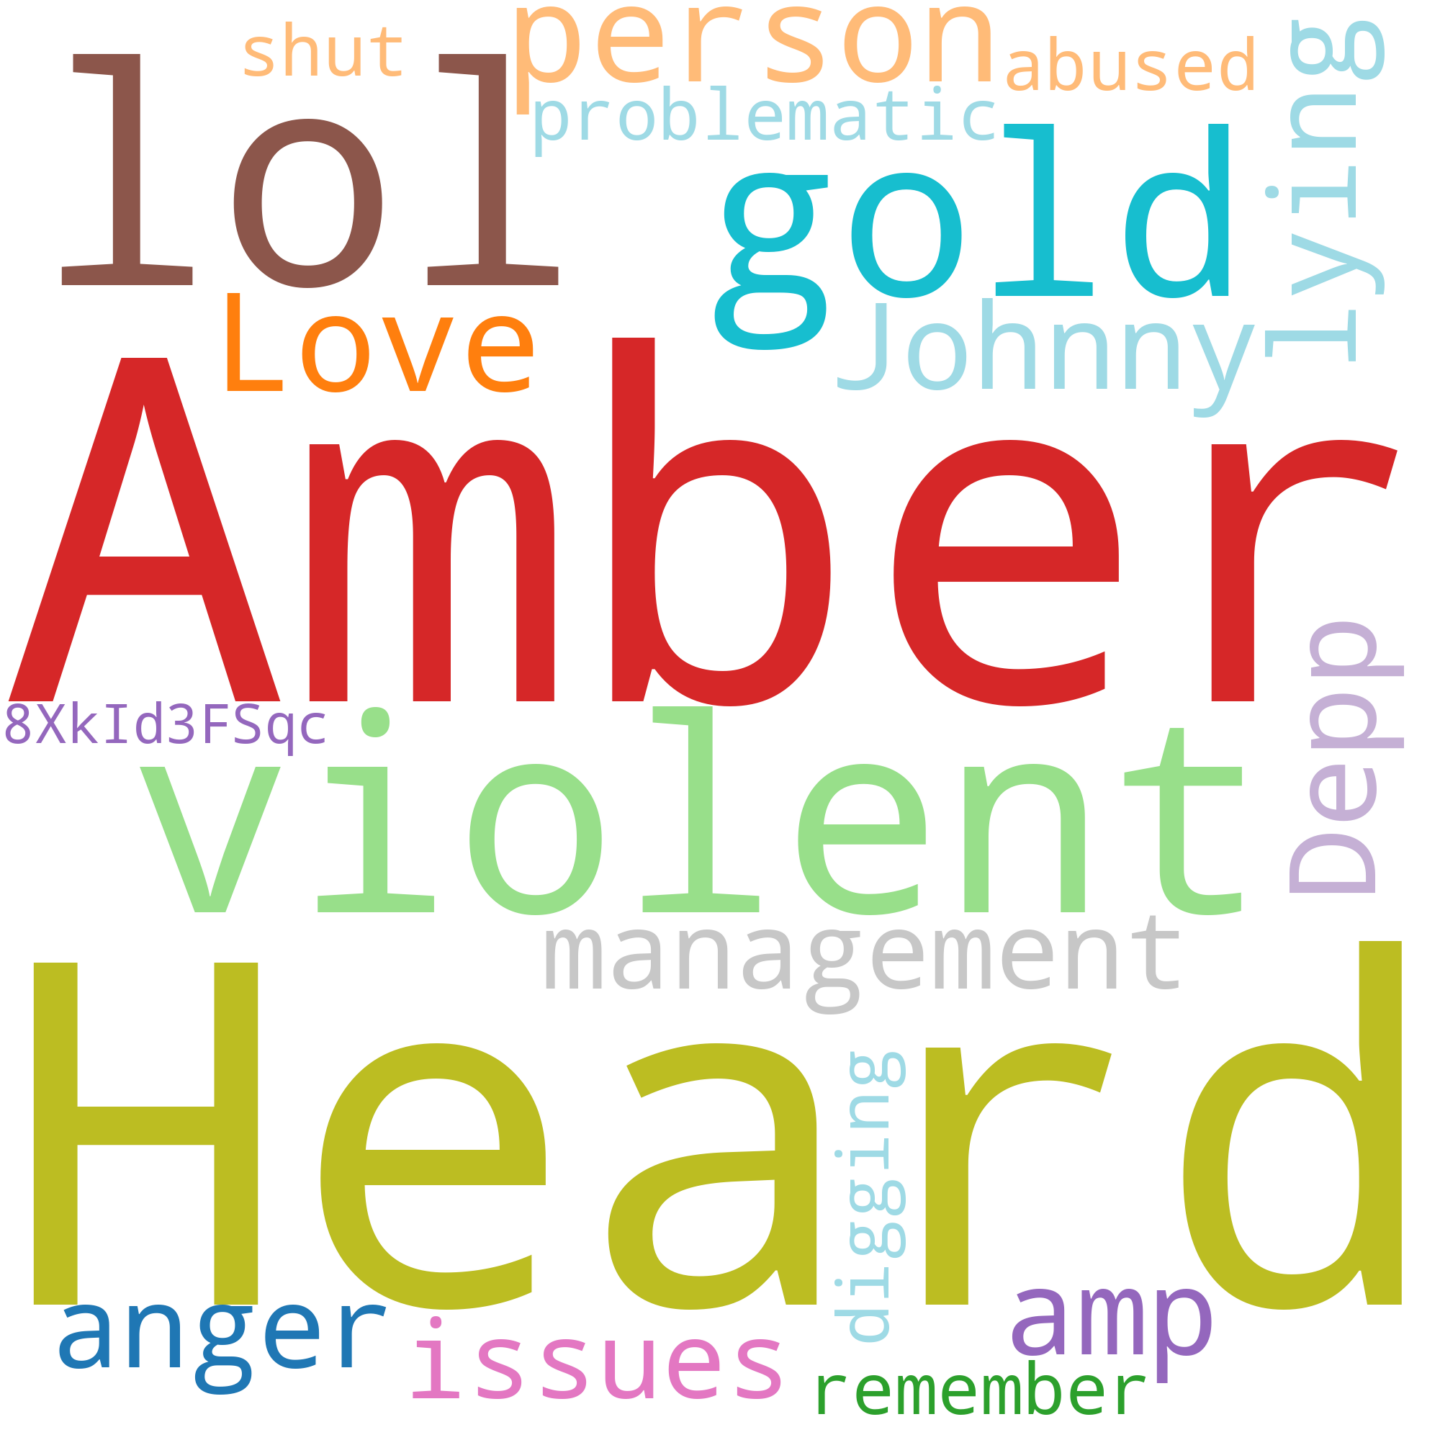 shut
person
abused
problematic
lol
gold
lying
Love
Johnny
Amber
8XkId3FSqc
violent
Depp
management
Heard
digging
anger
issues
amp
remember